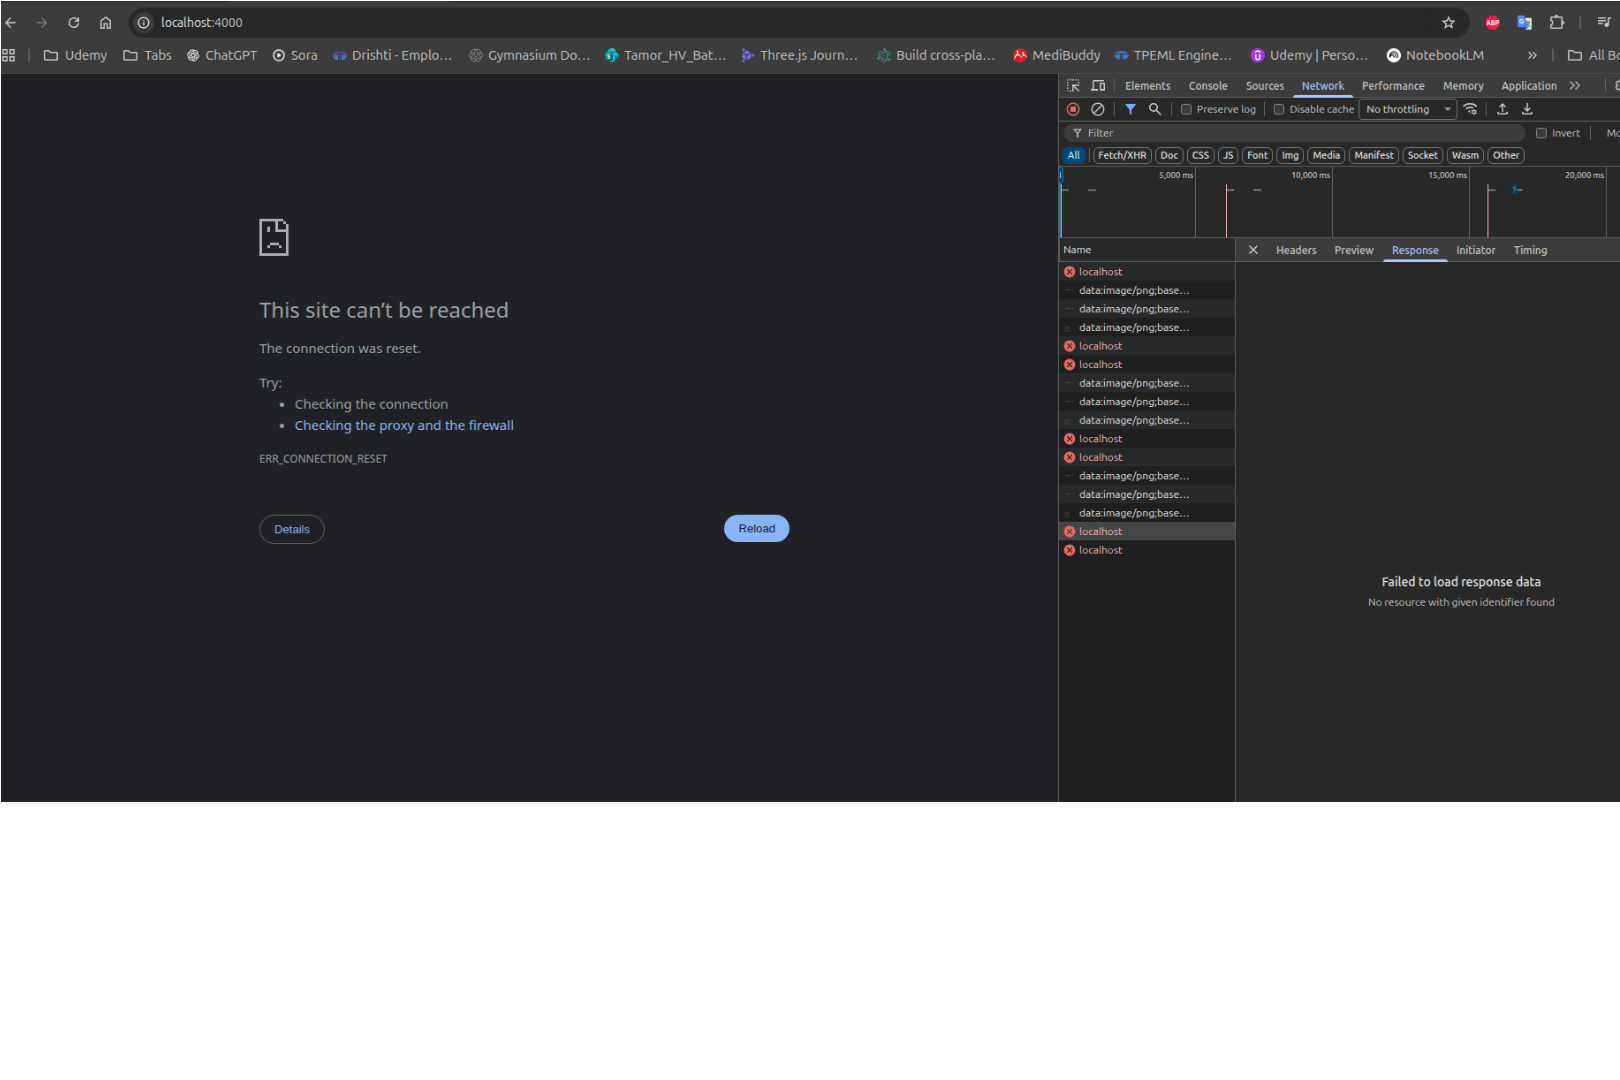 localhost:4000
Udemy
Tabs
ChatGPT
Sora
Drishti - Emplo…
Gymnasium Do…
Tamor_HV_Bat…
Three.js Journ…
Build cross-pla…
MediBuddy
TPEML Engine…
Udemy | Perso…
NotebookLM
»
All Bo
Elements
Console
Sources
Network
Performance
Memory
Application
Preserve log
Disable cache
No throttling
Filter
Invert
Mo
All
Fetch/XHR
Doc
CSS
JS
Font
Img
Media
Manifest
Socket
Wasm
Other
5,000 ms
10,000 ms
15,000 ms
20,000 ms
Name
Headers
Preview
Response
Initiator
Timing
localhost
data:image/png;base…
data:image/png;base…
data:image/png;base…
localhost
localhost
data:image/png;base…
data:image/png;base…
data:image/png;base…
localhost
localhost
data:image/png;base…
data:image/png;base…
data:image/png;base…
localhost
localhost
Failed to load response data
No resource with given identifier found
This site can’t be reached
The connection was reset.
Try:
• Checking the connection
• Checking the proxy and the firewall
ERR_CONNECTION_RESET
Details
Reload
ABP